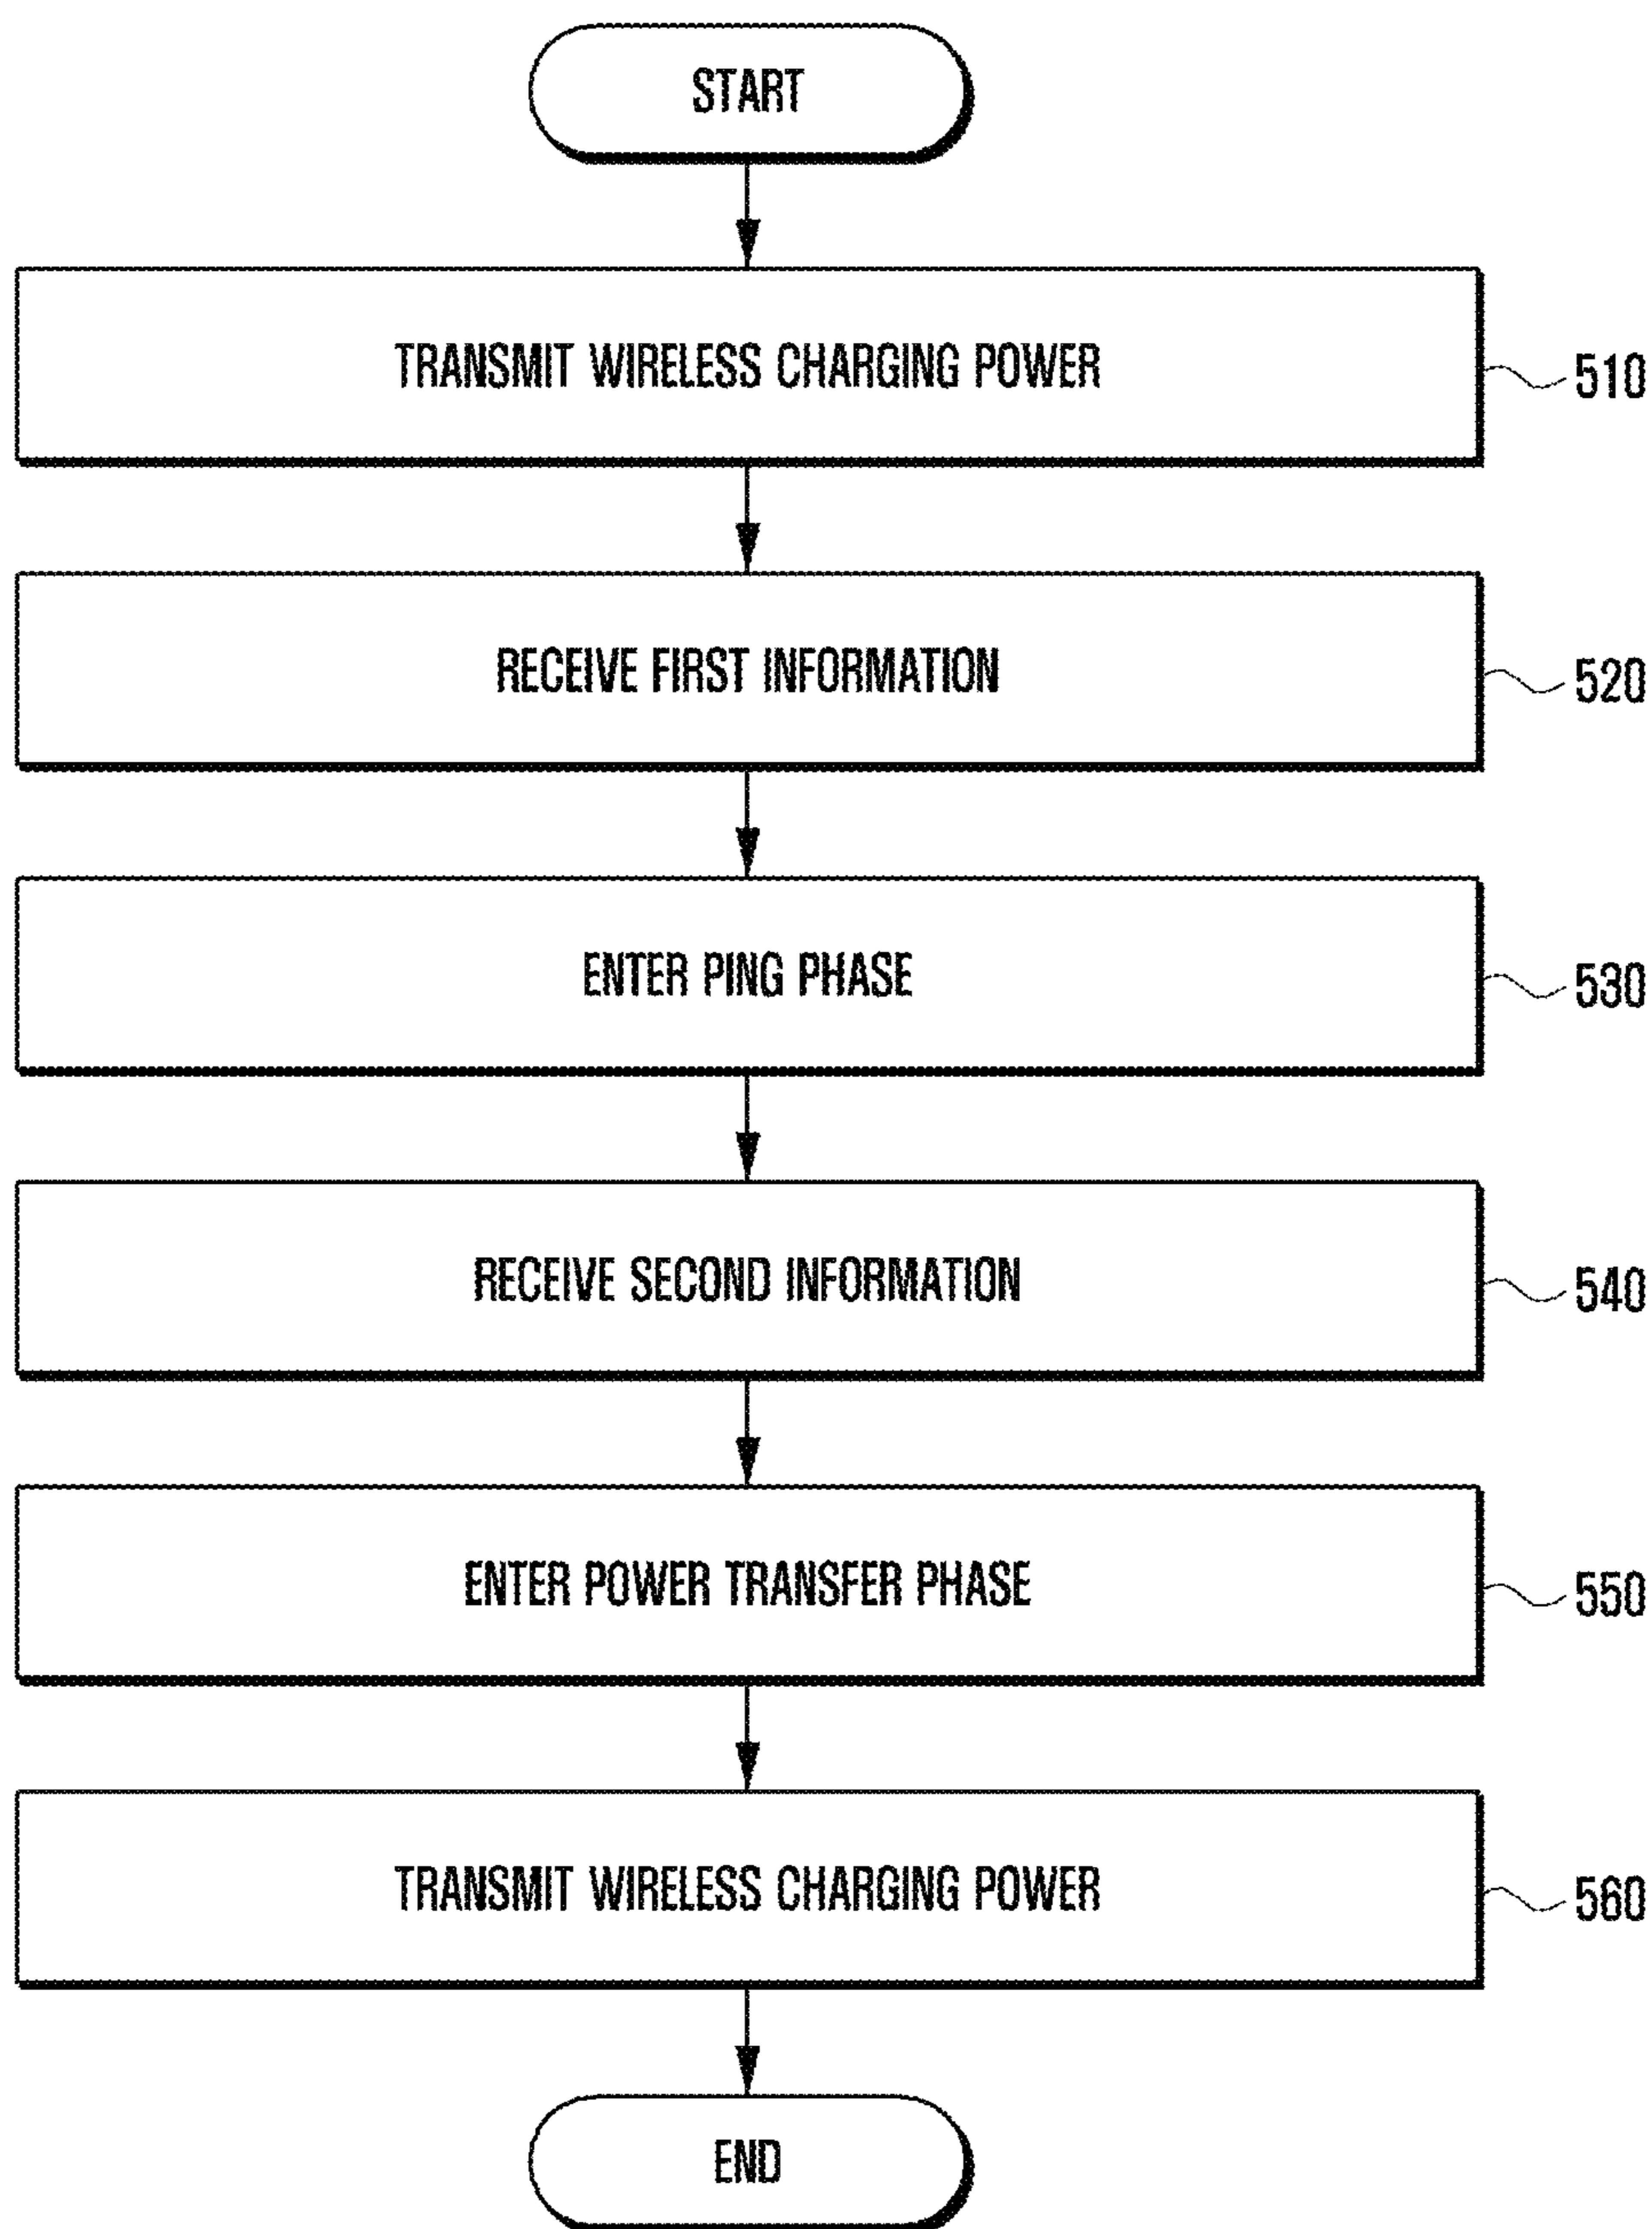 START
TRANSMIT WIRELESS CHARGING POWER
510
RECEIVE FIRST INFORMATION
520
ENTER PING PHASE
530
RECEIVE SECOND INFORMATION
540
ENTER POWER TRANSFER PHASE
550
TRANSMIT WIRELESS CHARGING POWER
560
END